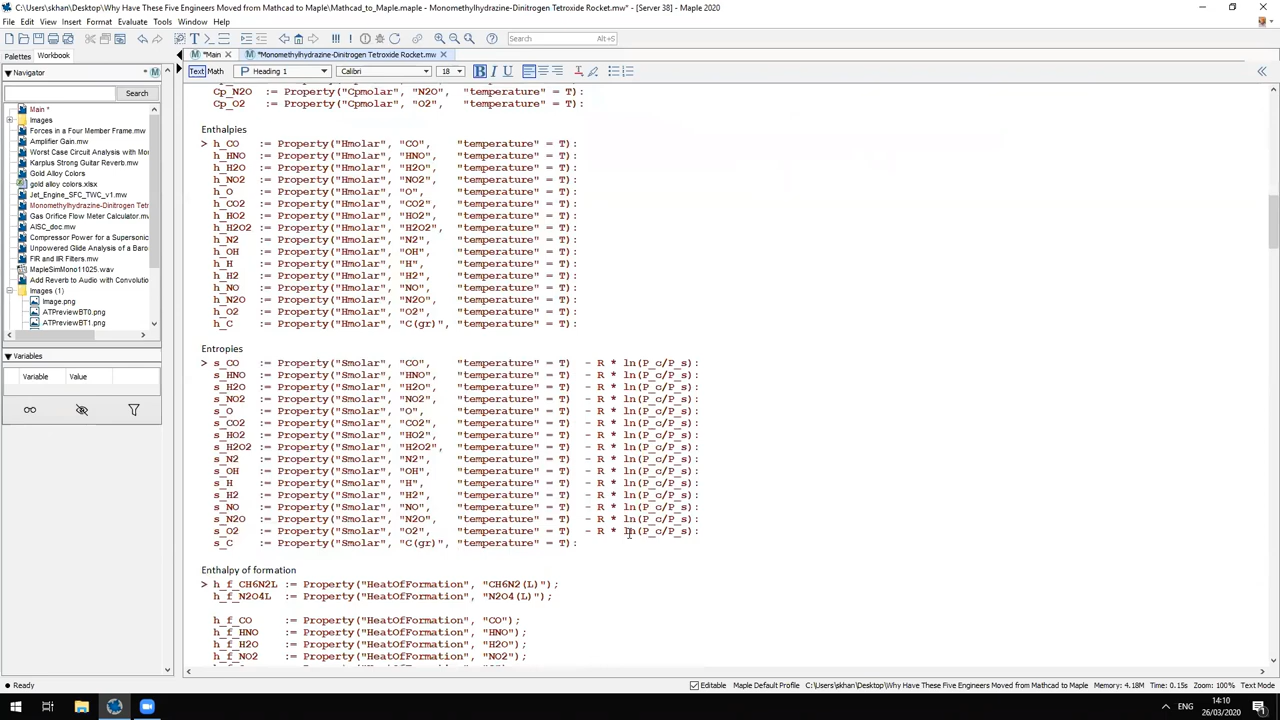 C:\Users\skhan\Desktop\Why Have These Five Engineers Moved from Mathcad to Maple\Mathcad_to_Maple.maple - Monomethylhydrazine-Dinitrogen Tetroxide Rocket.mw* - [Server 38] - Maple 2020
File Edit View Insert Format Evaluate Tools Window Help
Search Alt+S
Palettes Workbook
*Main *Monomethylhydrazine-Dinitrogen Tetroxide Rocket.mw
Text Math P Heading 1 Calibri 18 B I U
Navigator
Search
Main *
Images
Forces in a Four Member Frame.mw
Amplifier Gain.mw
Worst Case Circuit Analysis with Mo
Karplus Strong Guitar Reverb.mw
Gold Alloy Colors
gold alloy colors.xlsx
Jet_Engine_SFC_TWC_v1.mw
Monomethylhydrazine-Dinitrogen Tetr
Gas Orifice Flow Meter Calculator.mw
AISC_doc.mw
Compressor Power for a Supersonic
Unpowered Glide Analysis of a Baro
FIR and IIR Filters.mw
MapleSimMono11025.wav
Add Reverb to Audio with Convolutio
Images (1)
Image.png
ATPreviewBT0.png
ATPreviewBT1.png
Variables
Variable Value
Cp_N2O := Property("Cpmolar", "N2O", "temperature" = T):
Cp_O2 := Property("Cpmolar", "O2", "temperature" = T):
Enthalpies
> h_CO := Property("Hmolar", "CO", "temperature" = T):
h_HNO := Property("Hmolar", "HNO", "temperature" = T):
h_H2O := Property("Hmolar", "H2O", "temperature" = T):
h_NO2 := Property("Hmolar", "NO2", "temperature" = T):
h_O := Property("Hmolar", "O", "temperature" = T):
h_CO2 := Property("Hmolar", "CO2", "temperature" = T):
h_HO2 := Property("Hmolar", "HO2", "temperature" = T):
h_H2O2 := Property("Hmolar", "H2O2", "temperature" = T):
h_N2 := Property("Hmolar", "N2", "temperature" = T):
h_OH := Property("Hmolar", "OH", "temperature" = T):
h_H := Property("Hmolar", "H", "temperature" = T):
h_H2 := Property("Hmolar", "H2", "temperature" = T):
h_NO := Property("Hmolar", "NO", "temperature" = T):
h_N2O := Property("Hmolar", "N2O", "temperature" = T):
h_O2 := Property("Hmolar", "O2", "temperature" = T):
h_C := Property("Hmolar", "C(gr)", "temperature" = T):
Entropies
> s_CO := Property("Smolar", "CO", "temperature" = T) - R * ln(P_c/P_s):
s_HNO := Property("Smolar", "HNO", "temperature" = T) - R * ln(P_c/P_s):
s_H2O := Property("Smolar", "H2O", "temperature" = T) - R * ln(P_c/P_s):
s_NO2 := Property("Smolar", "NO2", "temperature" = T) - R * ln(P_c/P_s):
s_O := Property("Smolar", "O", "temperature" = T) - R * ln(P_c/P_s):
s_CO2 := Property("Smolar", "CO2", "temperature" = T) - R * ln(P_c/P_s):
s_HO2 := Property("Smolar", "HO2", "temperature" = T) - R * ln(P_c/P_s):
s_H2O2 := Property("Smolar", "H2O2", "temperature" = T) - R * ln(P_c/P_s):
s_N2 := Property("Smolar", "N2", "temperature" = T) - R * ln(P_c/P_s):
s_OH := Property("Smolar", "OH", "temperature" = T) - R * ln(P_c/P_s):
s_H := Property("Smolar", "H", "temperature" = T) - R * ln(P_c/P_s):
s_H2 := Property("Smolar", "H2", "temperature" = T) - R * ln(P_c/P_s):
s_NO := Property("Smolar", "NO", "temperature" = T) - R * ln(P_c/P_s):
s_N2O := Property("Smolar", "N2O", "temperature" = T) - R * ln(P_c/P_s):
s_O2 := Property("Smolar", "O2", "temperature" = T) - R * ln(P_c/P_s):
s_C := Property("Smolar", "C(gr)", "temperature" = T):
Enthalpy of formation
> h_f_CH6N2L := Property("HeatOfFormation", "CH6N2(L)");
h_f_N2O4L := Property("HeatOfFormation", "N2O4(L)");
h_f_CO := Property("HeatOfFormation", "CO");
h_f_HNO := Property("HeatOfFormation", "HNO");
h_f_H2O := Property("HeatOfFormation", "H2O");
h_f_NO2 := Property("HeatOfFormation", "NO2");
Ready
Editable Maple Default Profile C:\Users\skhan\Desktop\Why Have These Five Engineers Moved from Mathcad to Maple Memory: 4.18M Time: 0.15s Zoom: 100% Text Mode
ENG 14:10 26/03/2020